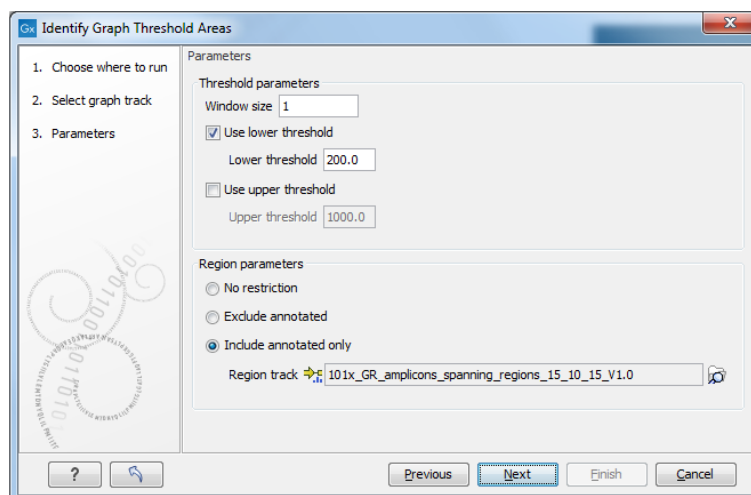 Gx Identify Graph Threshold Areas
1. Choose where to run
2. Select graph track
3. Parameters
Parameters
Threshold parameters
Window size 1
Use lower threshold
Lower threshold 200.0
Use upper threshold
Upper threshold 1000.0
Region parameters
No restriction
Exclude annotated
Include annotated only
Region track 101x_GR_amplicons_spanning_regions_15_10_15_V1.0
? Previous Next Finish Cancel